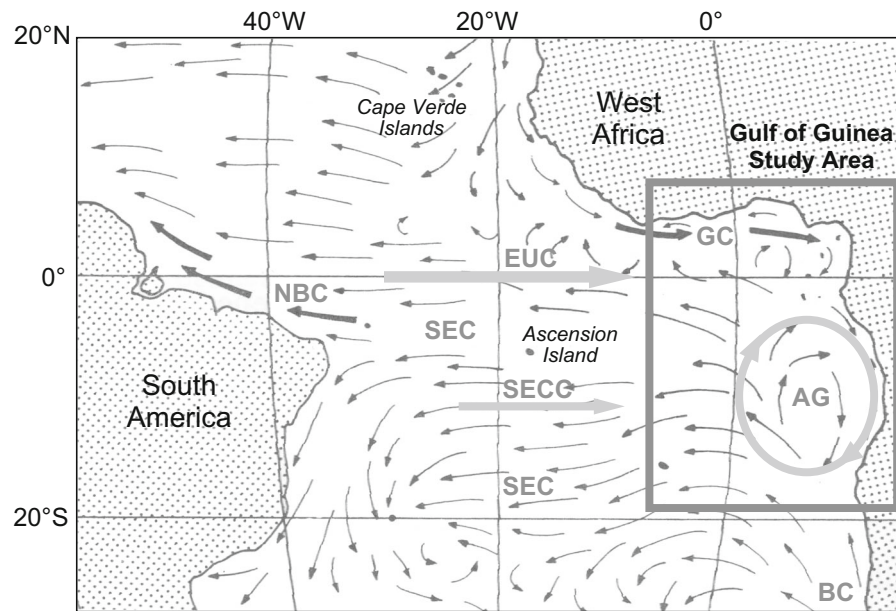 40°W 20°W 0°
20°N
Cape Verde
Islands
West
Africa
Gulf of Guinea
Study Area
GC
EUC
0°
NBC
SEC
Ascension
Island
South
America
SECC
AG
SEC
20°S
BC